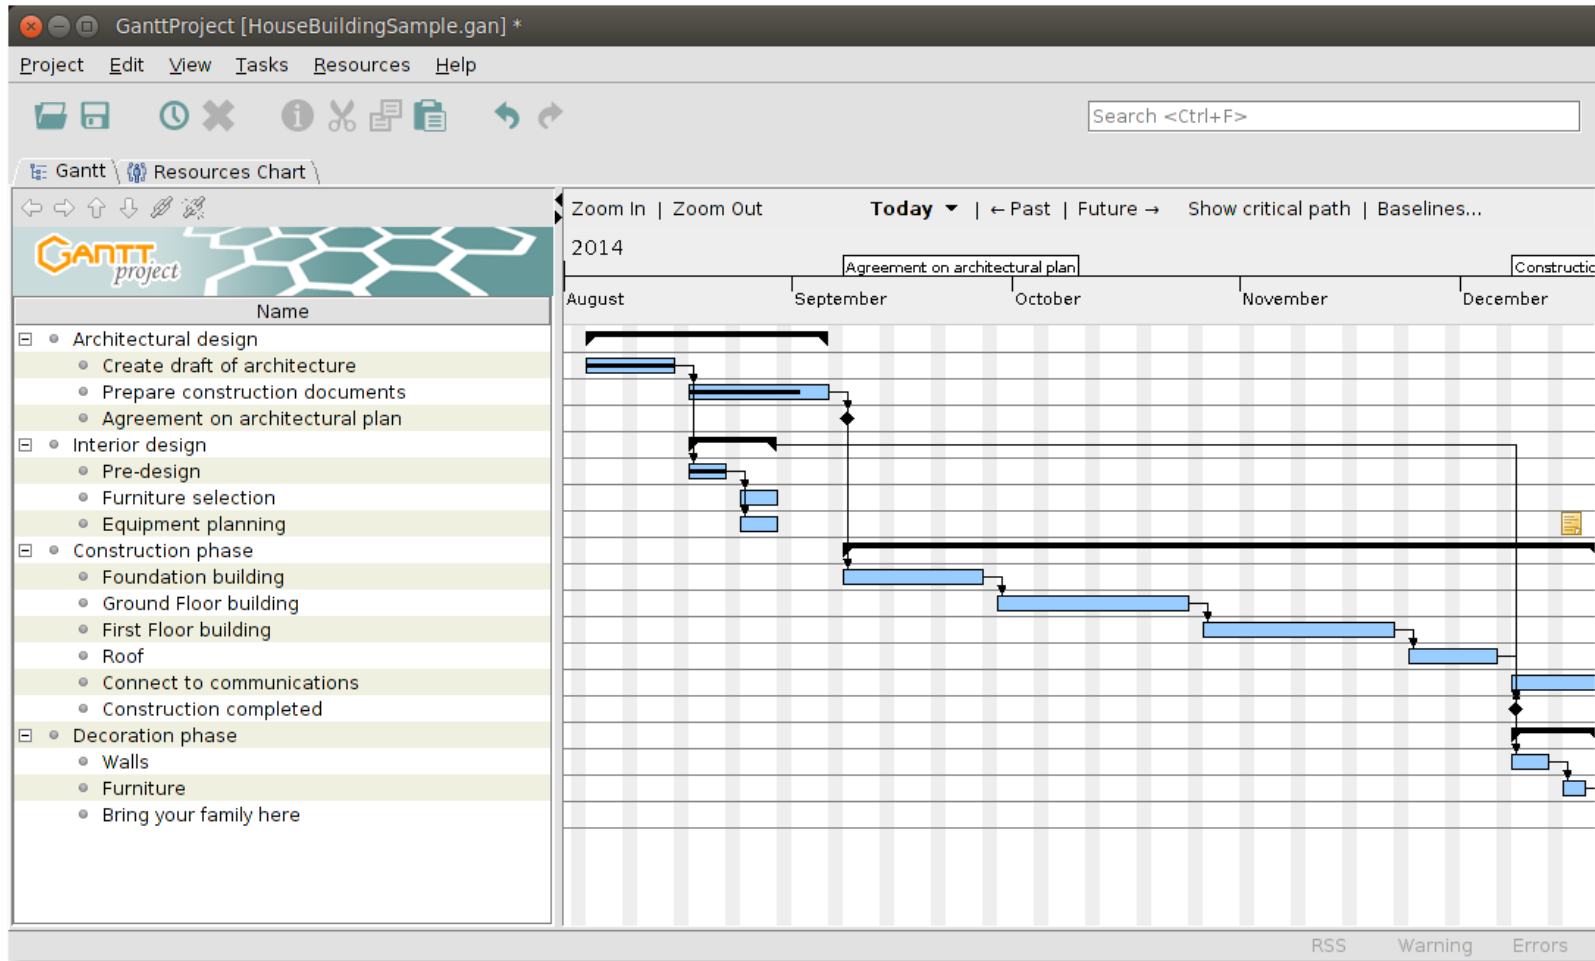 GanttProject [HouseBuildingSample.gan] *
Project Edit View Tasks Resources Help
Search <Ctrl+F>
Gantt Resources Chart
Zoom In | Zoom Out Today | ← Past | Future → Show critical path | Baselines...
GANTT project
2014
Agreement on architectural plan
Constructic
August September October November December
Name
Architectural design
Create draft of architecture
Prepare construction documents
Agreement on architectural plan
Interior design
Pre-design
Furniture selection
Equipment planning
Construction phase
Foundation building
Ground Floor building
First Floor building
Roof
Connect to communications
Construction completed
Decoration phase
Walls
Furniture
Bring your family here
RSS Warning Errors